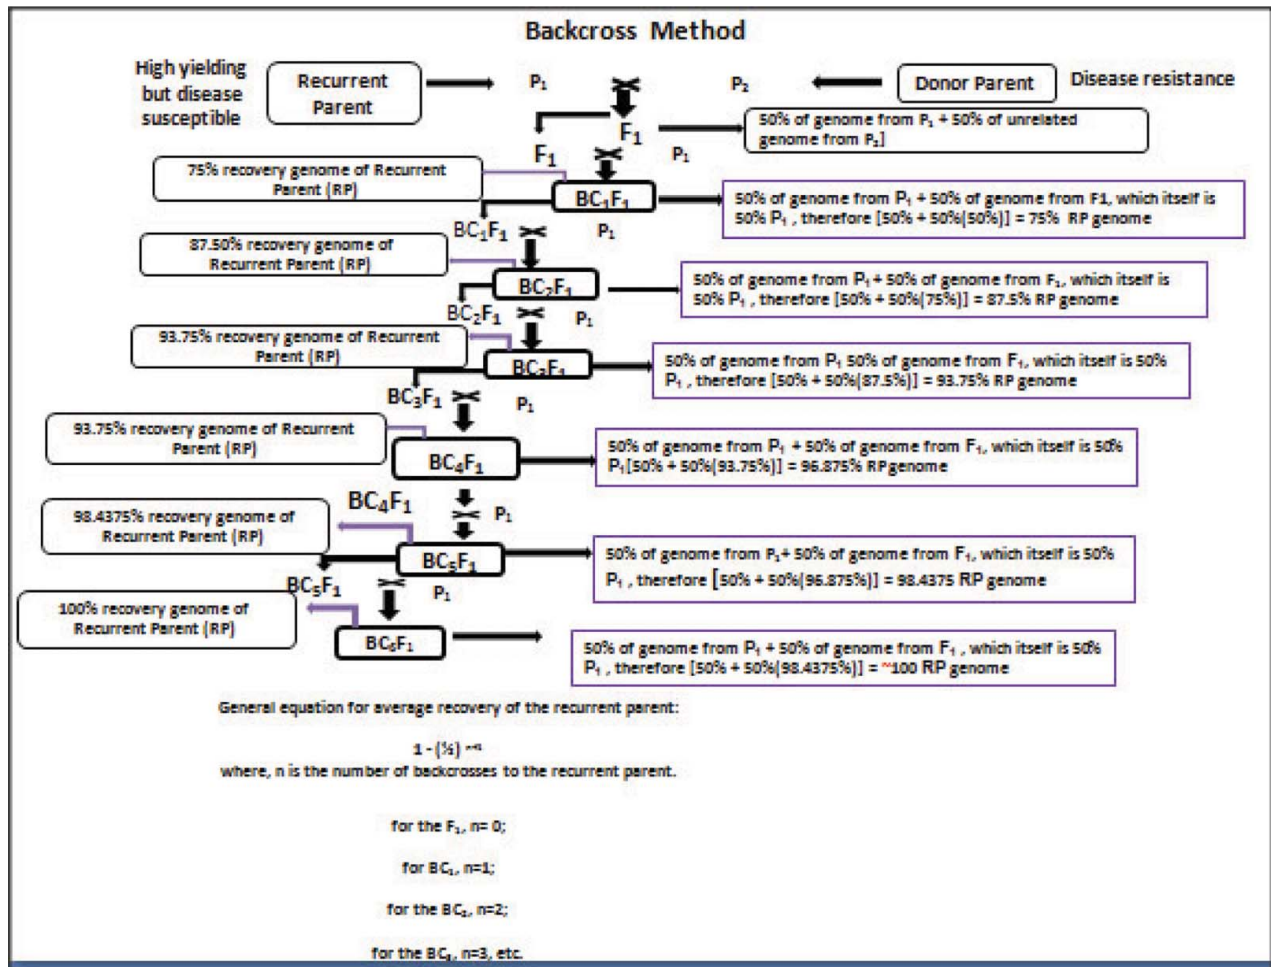 Backcross Method
High yielding
but disease
susceptible
Recurrent
Parent
P₁
P₂
Donor Parent
Disease resistance
F₁
50% of genome from P₁ + 50% of unrelated
genome from P₂]
F₁
P₁
75% recovery genome of Recurrent
Parent (RP)
BC₁F₁
50% of genome from P₁ + 50% of genome from F1, which itself is
50% P₁ , therefore [50% + 50%(50%)] = 75% RP genome
BC₁F₁
P₁
87.50% recovery genome of
Recurrent Parent (RP)
BC₂F₁
50% of genome from P₁ + 50% of genome from F₁, which itself is
50% P₁ , therefore [50% + 50%(75%)] = 87.5% RP genome
BC₂F₁
P₁
93.75% recovery genome of Recurrent
Parent (RP)
BC₃F₁
50% of genome from P₁ 50% of genome from F₁, which itself is 50%
P₁ , therefore [50% + 50%(87.5%)] = 93.75% RP genome
BC₃F₁
P₁
93.75% recovery genome of Recurrent
Parent (RP)
BC₄F₁
50% of genome from P₁ + 50% of genome from F₁, which itself is 50%
P₁[50% + 50%(93.75%)] = 96.875% RP genome
BC₄F₁
P₁
98.4375% recovery genome of
Recurrent Parent (RP)
BC₅F₁
50% of genome from P₁+ 50% of genome from F₁, which itself is 50%
P₁ , therefore [50% + 50%(96.875%)] = 98.4375 RP genome
BC₅F₁
P₁
100% recovery genome of
Recurrent Parent (RP)
BC₆F₁
50% of genome from P₁ + 50% of genome from F₁ , which itself is 50%
P₁ , therefore [50% + 50%(98.4375%)] = ~100 RP genome
General equation for average recovery of the recurrent parent:
1 - (½)
where, n is the number of backcrosses to the recurrent parent.
for the F₁, n= 0;
for BC₁, n=1;
for the BC₂, n=2;
for the BC₃, n=3, etc.